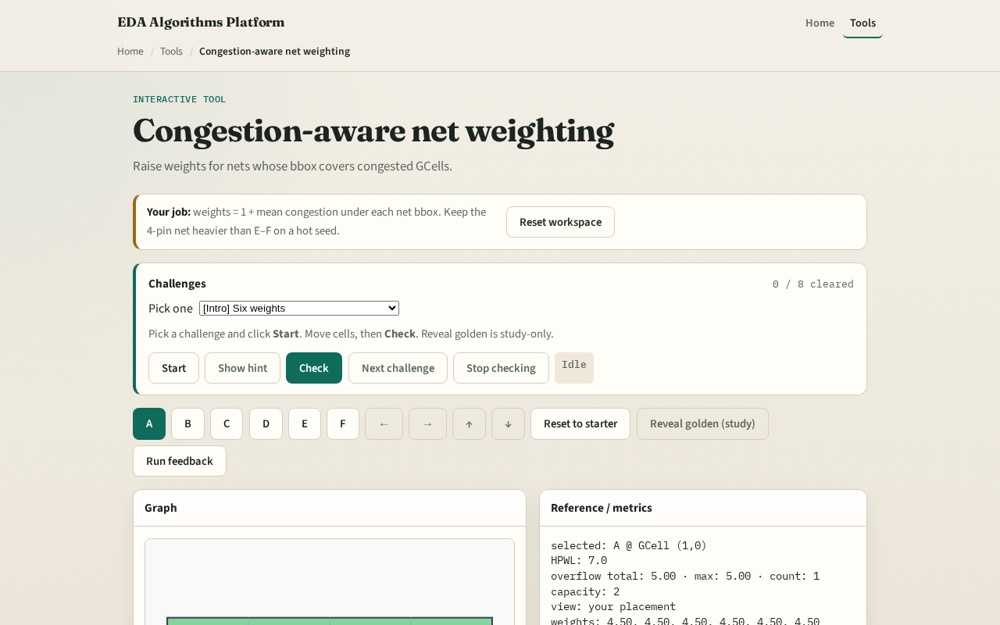 EDA Algorithms Platform
Home
Tools
Home / Tools / Congestion-aware net weighting
INTERACTIVE TOOL
Congestion-aware net weighting
Raise weights for nets whose bbox covers congested GCells.
Your job: weights = 1 + mean congestion under each net bbox. Keep the
4-pin net heavier than E–F on a hot seed.
Reset workspace
Challenges
0 / 8 cleared
Pick one
[Intro] Six weights
Pick a challenge and click Start. Move cells, then Check. Reveal golden is study-only.
Start
Show hint
Check
Next challenge
Stop checking
Idle
A
B
C
D
E
F
←
→
↑
↓
Reset to starter
Reveal golden (study)
Run feedback
Graph
Reference / metrics
selected: A @ GCell (1,0)
HPWL: 7.0
overflow total: 5.00 · max: 5.00 · count: 1
capacity: 2
view: your placement
weights: 4.50, 4.50, 4.50, 4.50, 4.50, 4.50